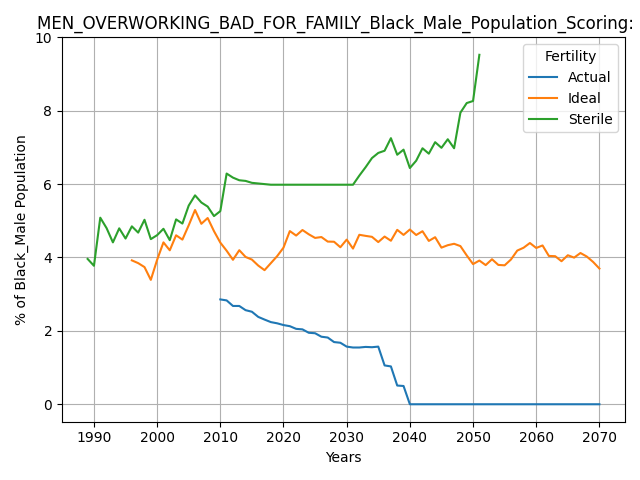 MEN_OVERWORKING_BAD_FOR_FAMILY_Black_Male_Population_Scoring:
% of Black_Male Population
10
8
6
4
2
0
Fertility
Actual
Ideal
Sterile
1990 2000 2010 2020 2030 2040 2050 2060 2070
Years